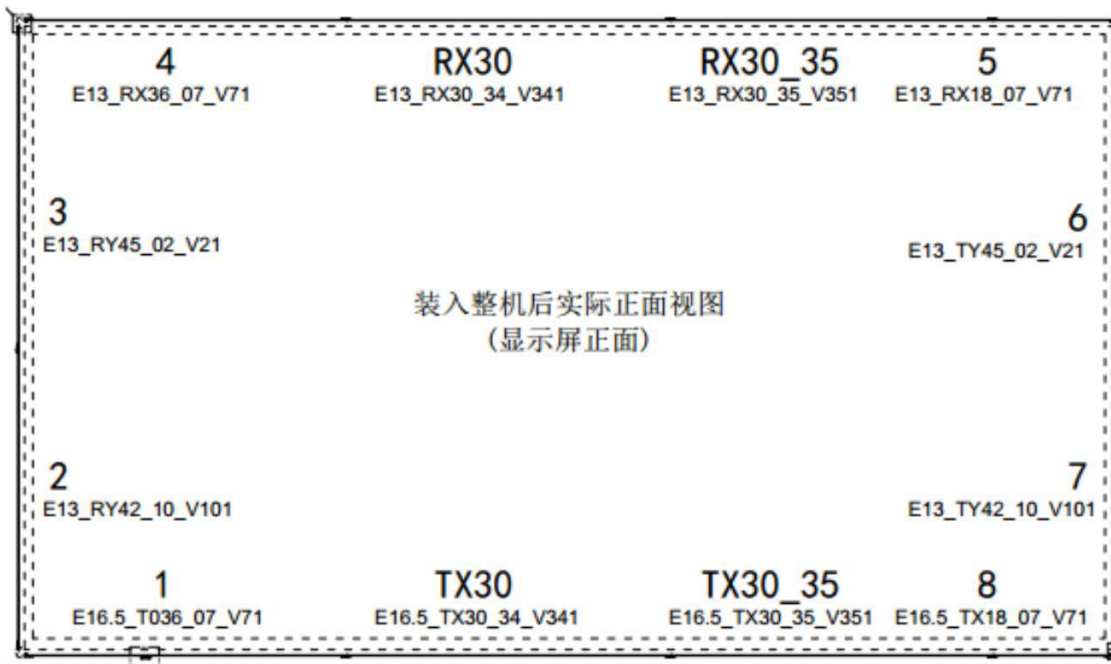 4 RX30 RX30_35 5
E13_RX36_07_V71 E13_RX30_34_V341 E13_RX30_35_V351 E13_RX18_07_V71
3
E13_RY45_02_V21
6
E13_TY45_02_V21
装入整机后实际正面视图
(显示屏正面)
2
E13_RY42_10_V101
7
E13_TY42_10_V101
1 TX30 TX30_35 8
E16.5_T036_07_V71 E16.5_TX30_34_V341 E16.5_TX30_35_V351 E16.5_TX18_07_V71